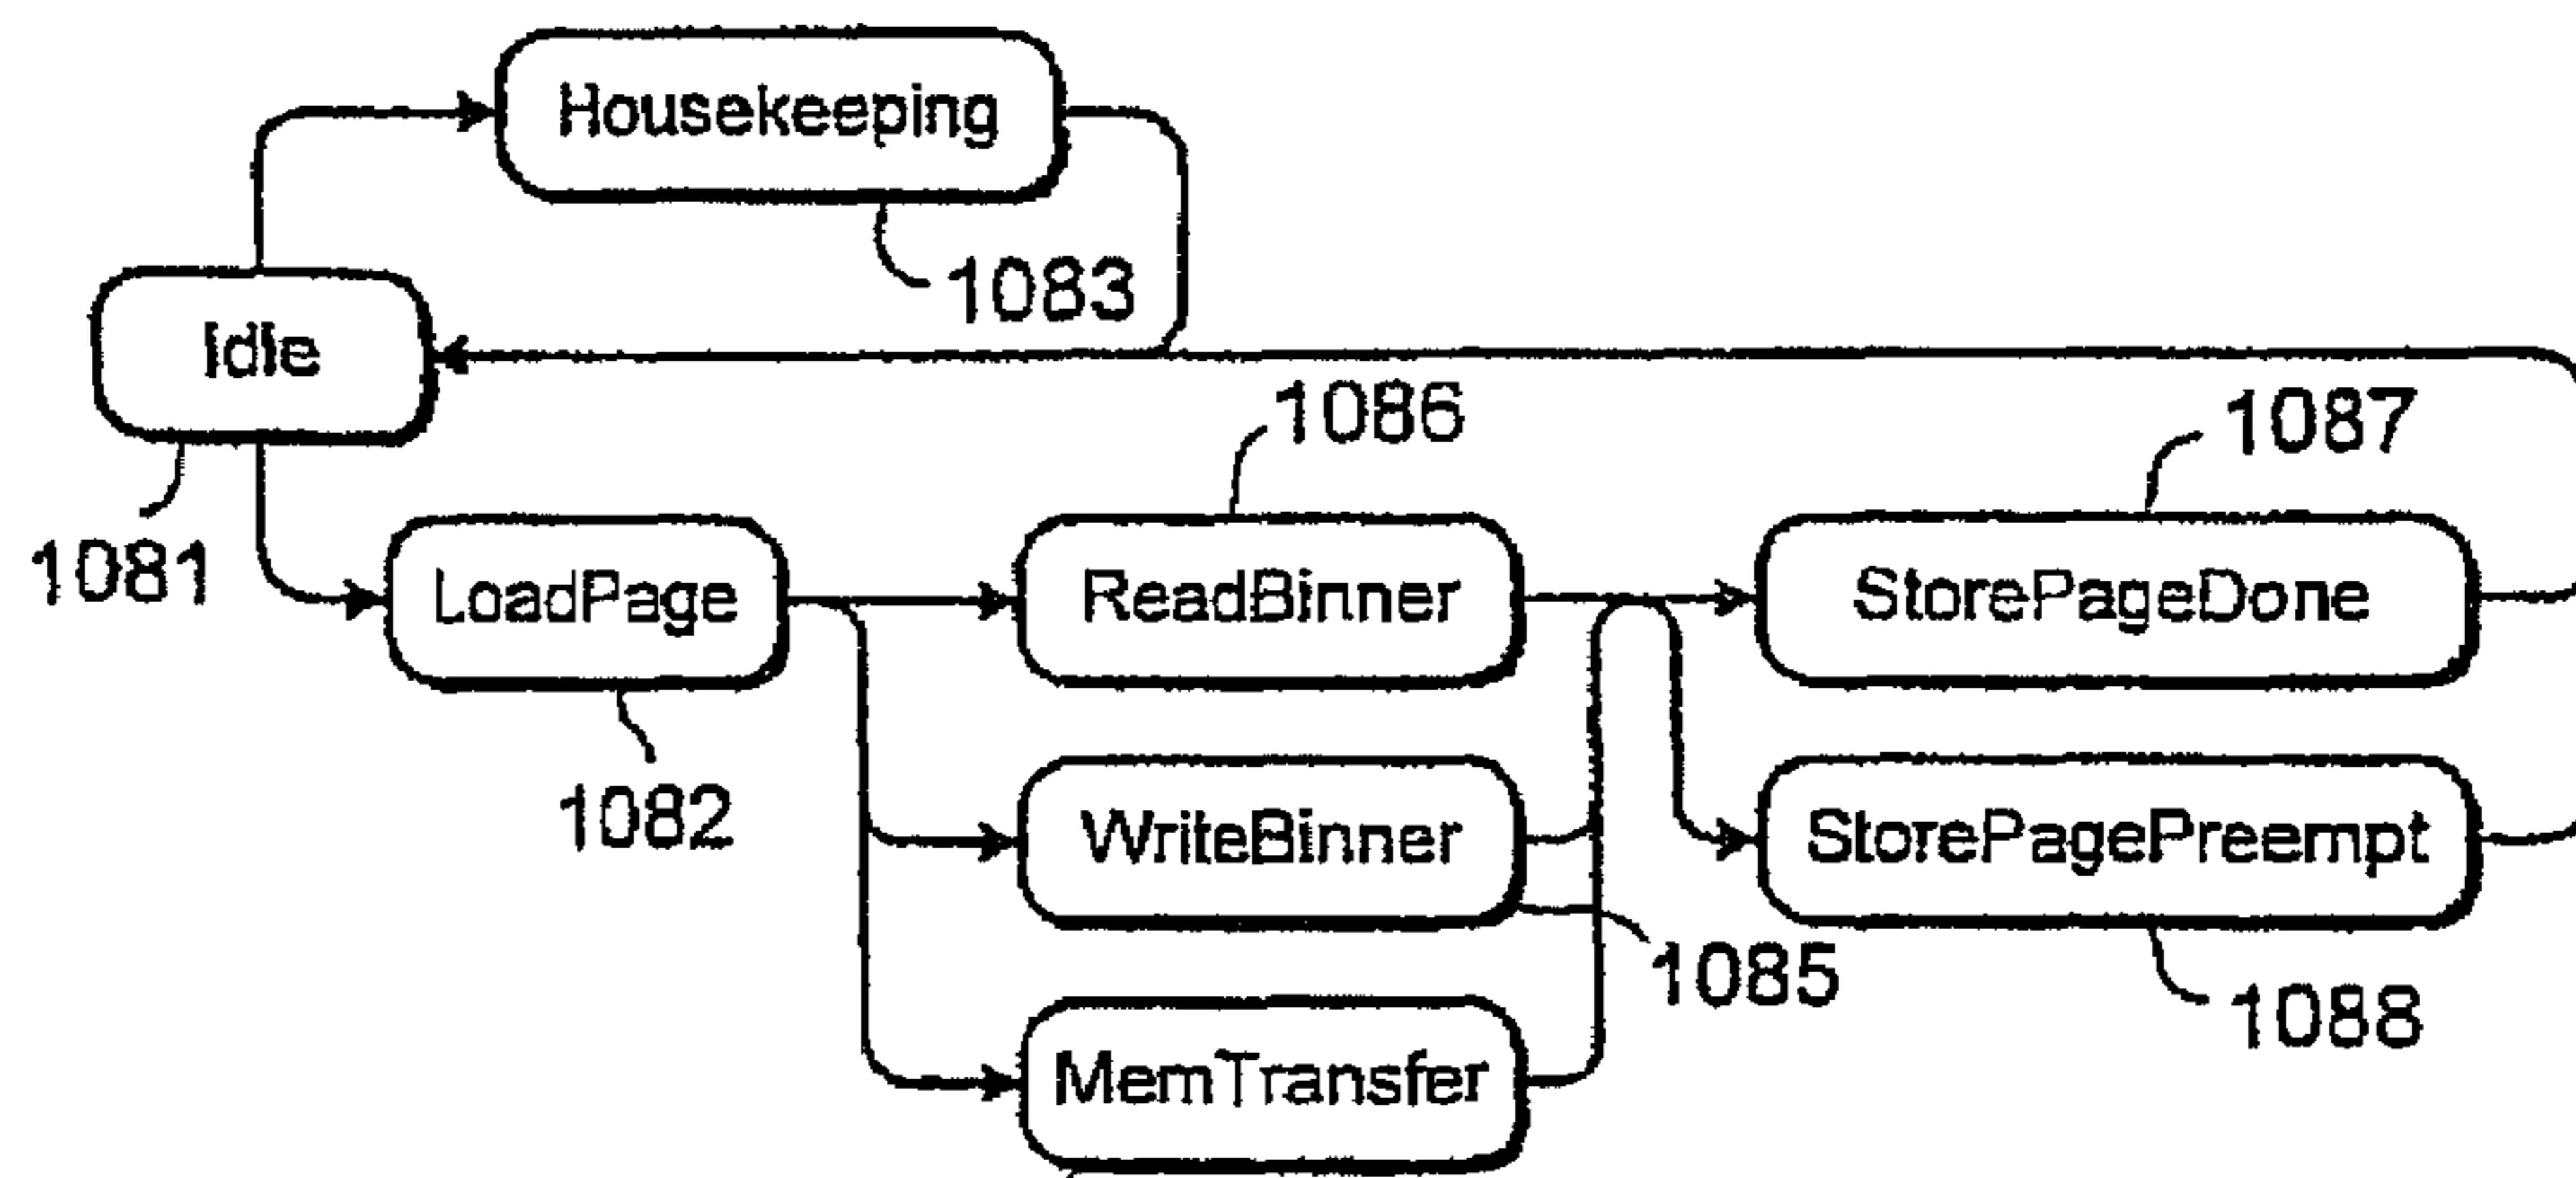 Housekeeping
1083
Idle
1081
1086
1087
LoadPage
ReadBinner
StorePageDone
1082
WriteBinner
StorePagePreempt
1085
1088
MemTransfer